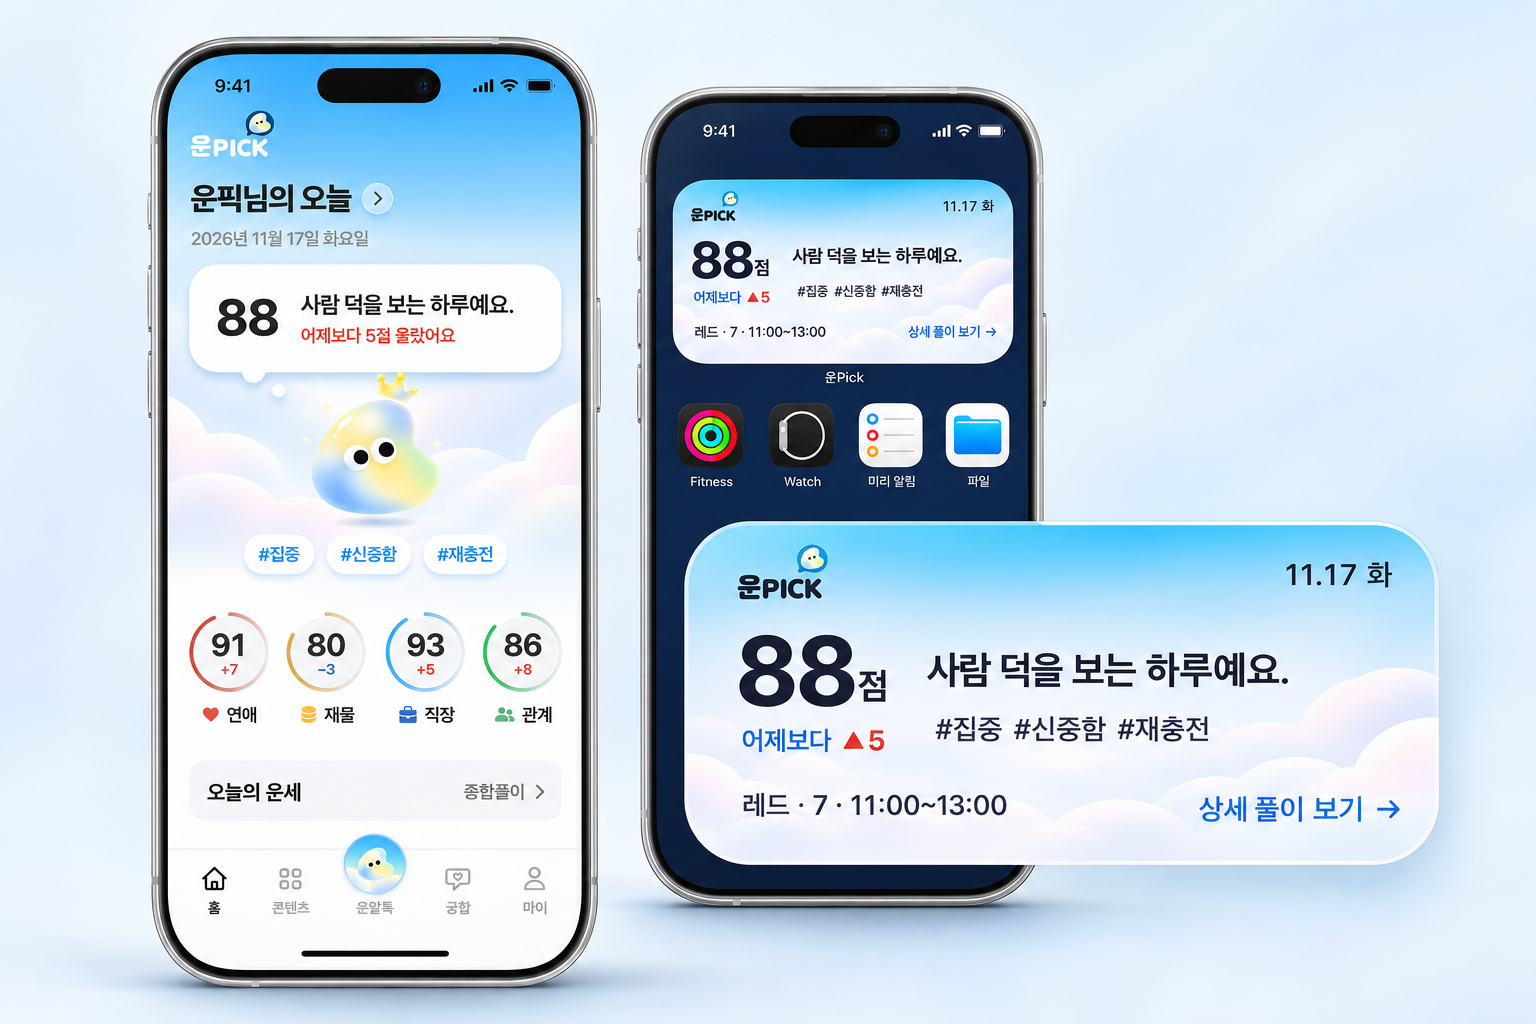 9:41
운PICK
운픽님의 오늘
2026년 11월 17일 화요일
88
사람 덕을 보는 하루예요.
어제보다 5점 올랐어요
#집중 #신중함 #재충전
91 80 93 86
+7 −3 +5 +8
연애 재물 직장 관계
오늘의 운세 종합풀이
홈 콘텐츠 운알톡 궁합 마이
9:41
운PICK 11.17 화
88점 사람 덕을 보는 하루예요.
어제보다 ▲5 #집중 #신중함 #재충전
레드 · 7 · 11:00~13:00 상세 풀이 보기 →
운Pick
Fitness Watch 미리 알림 파일
운PICK 11.17 화
88점 사람 덕을 보는 하루예요.
어제보다 ▲5 #집중 #신중함 #재충전
레드 · 7 · 11:00~13:00 상세 풀이 보기 →